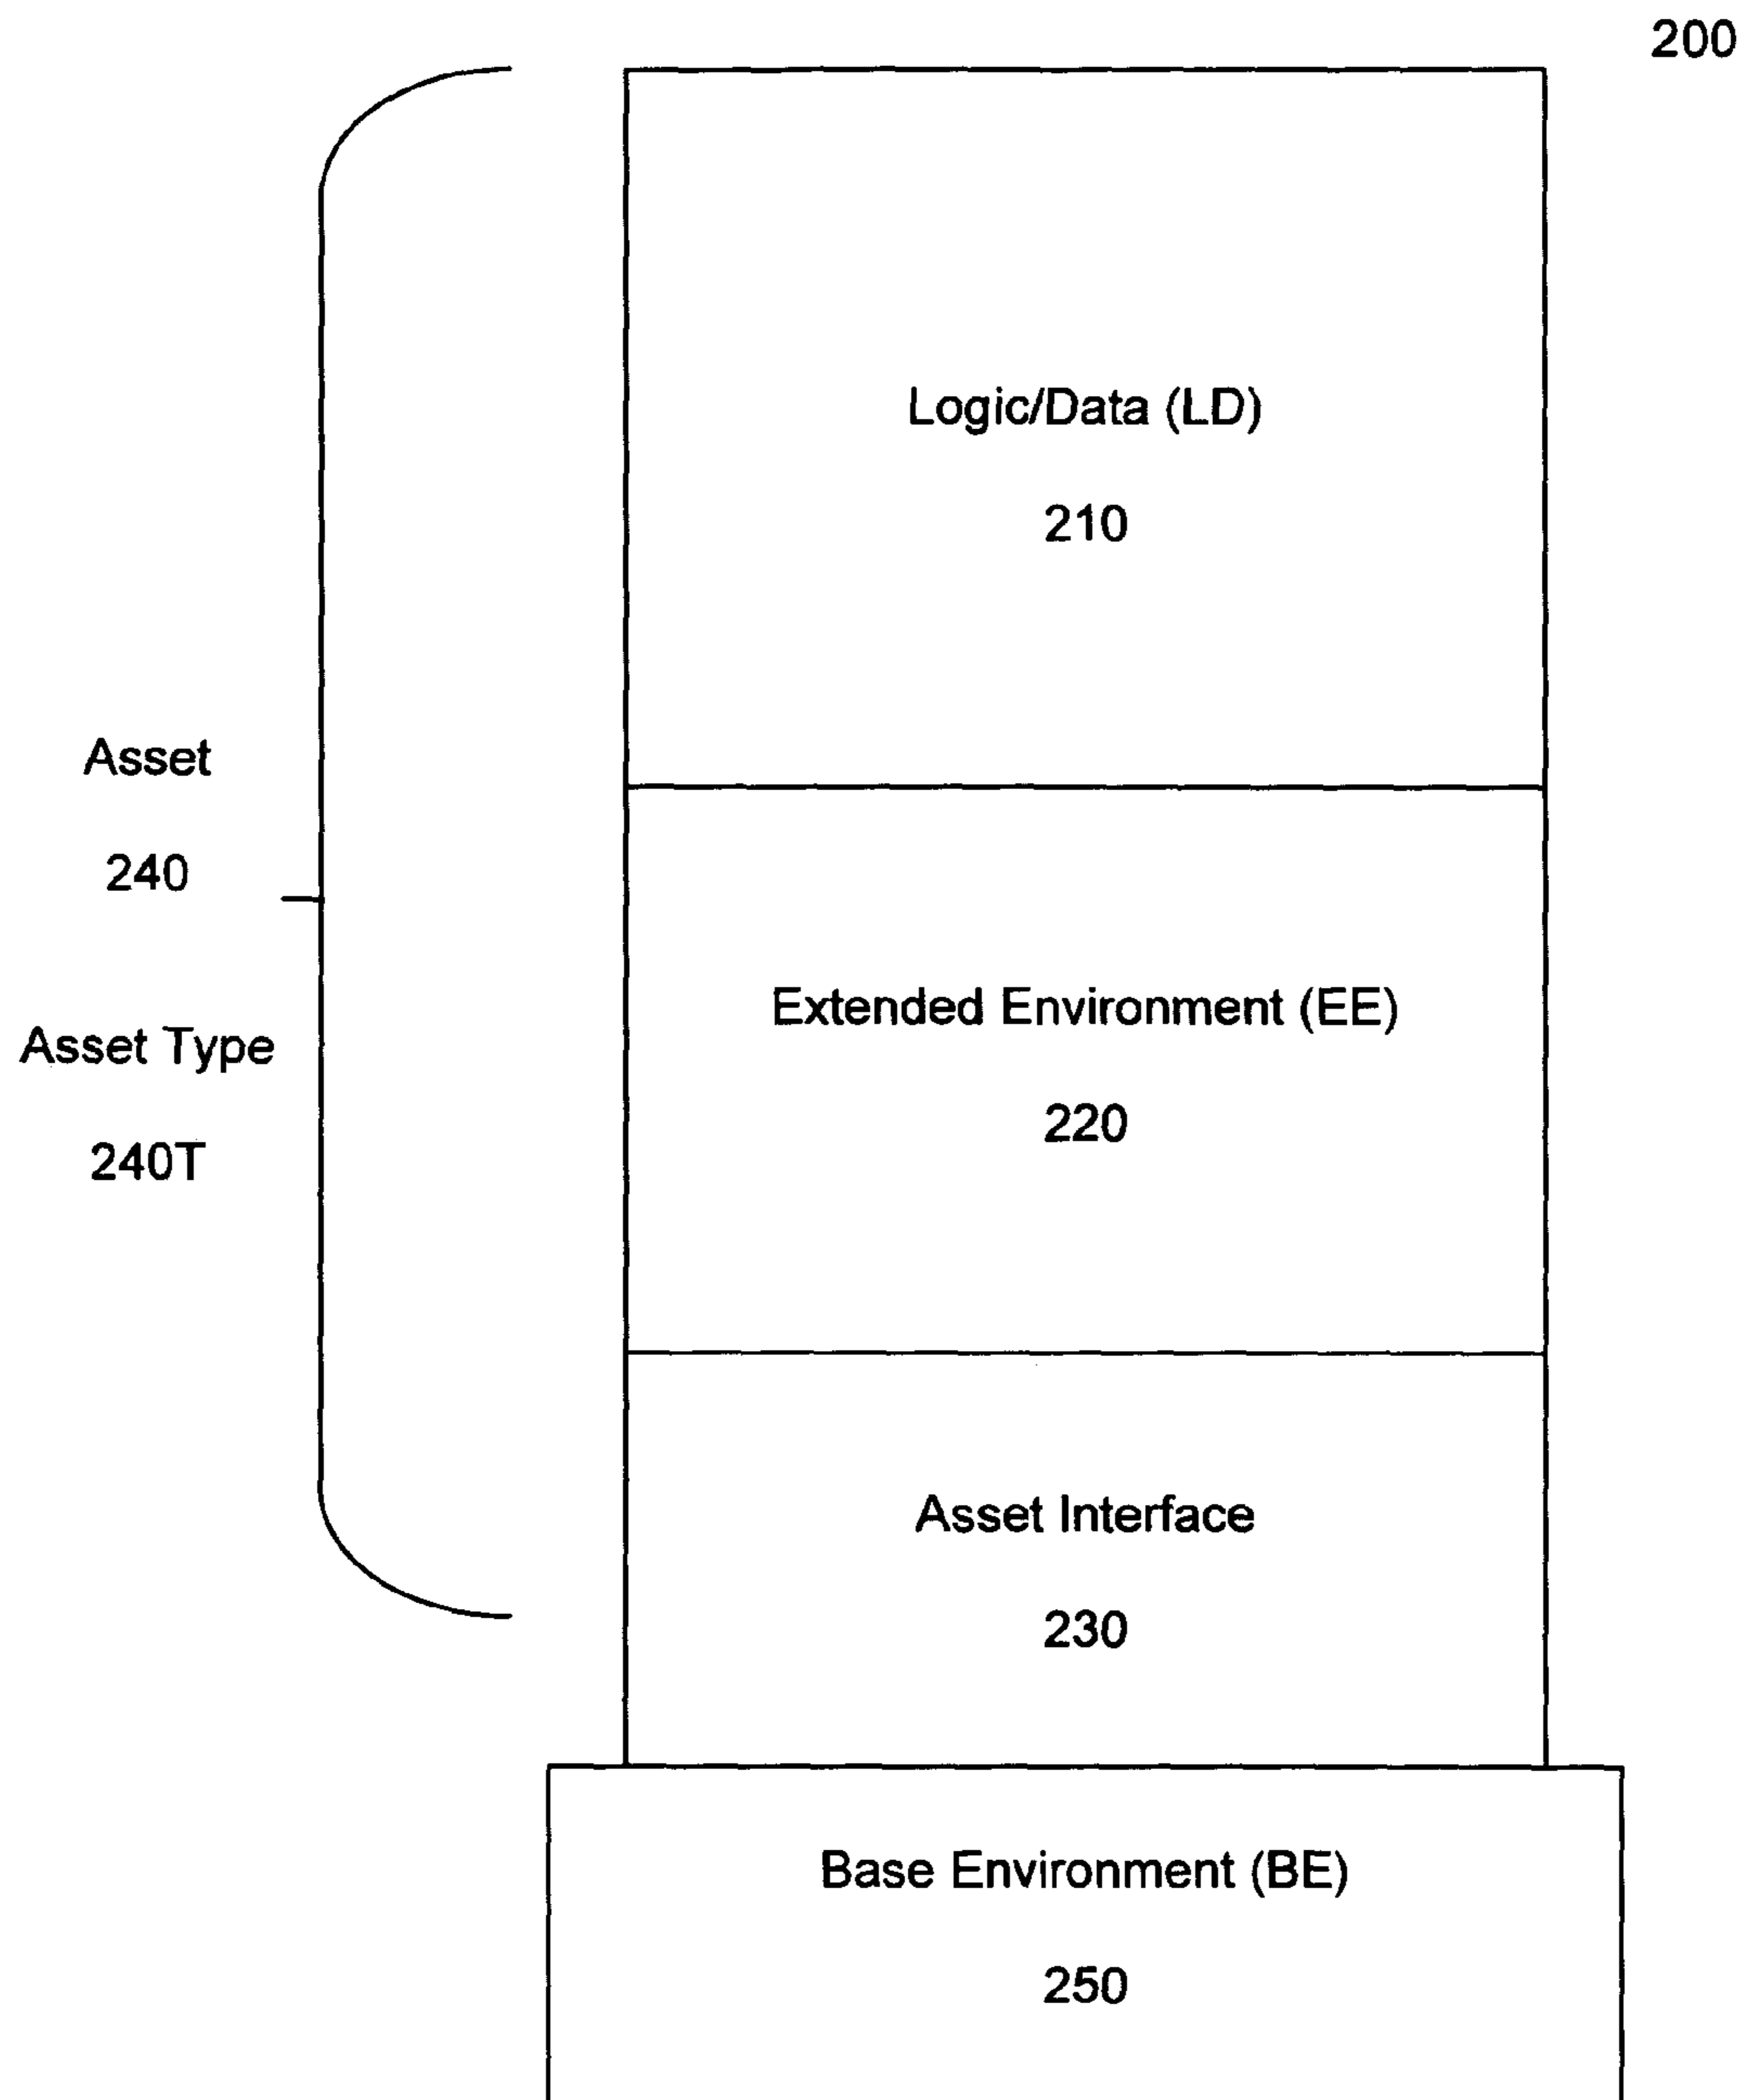 200
Logic/Data (LD)
210
Asset
240
Extended Environment (EE)
Asset Type
220
240T
Asset Interface
230
Base Environment (BE)
250